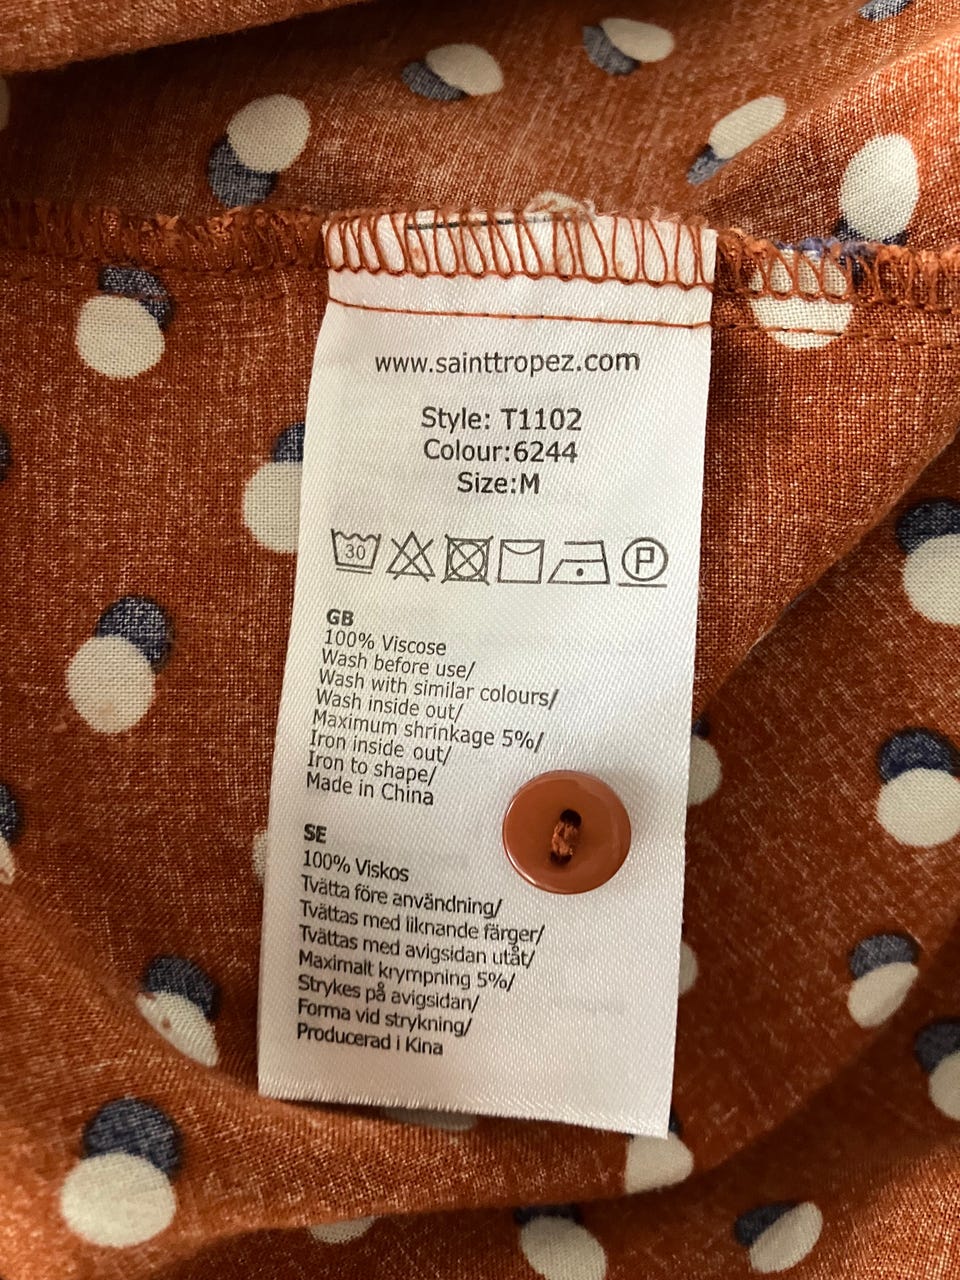 www.sainttropez.com
Style: T1102
Colour:6244
Size:M
30 P
GB
100% Viscose
Wash before use/
Wash with similar colours/
Wash inside out/
Maximum shrinkage 5%/
Iron inside out/
Iron to shape/
Made in China
SE
100% Viskos
Tvätta före användning/
Tvättas med liknande färger/
Tvättas med avigsidan utåt/
Maximalt krympning 5%/
Strykes på avigsidan/
Forma vid strykning/
Producerad i Kina